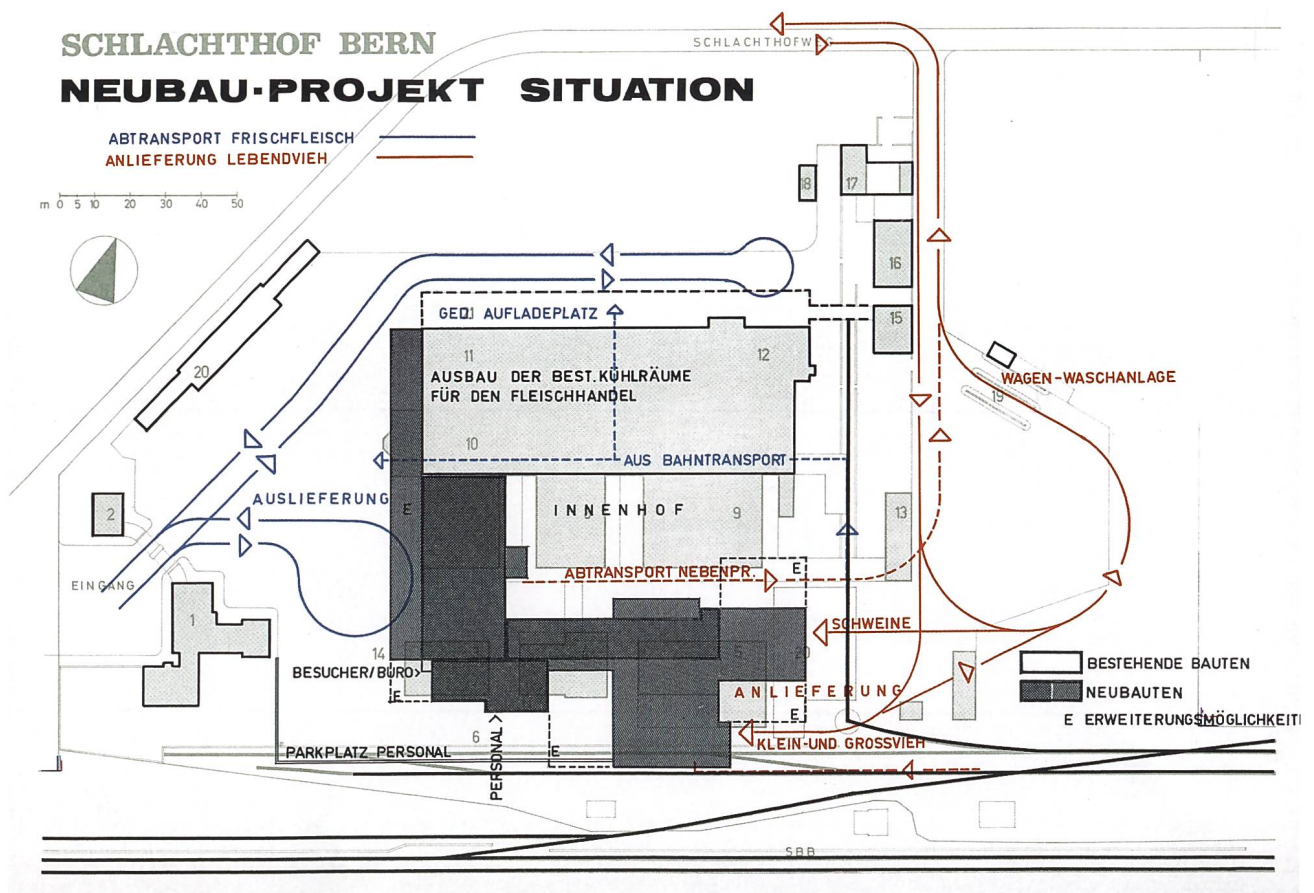 SCHLACHTHOF BERN
NEUBAU·PROJEKT SITUATION
ABTRANSPORT FRISCHFLEISCH
ANLIEFERUNG LEBENDVIEH
m 0 5 10 20 30 40 50
SCHLACHTHOFWEG
18
17
16
15
GED. AUFLADEPLATZ
11
12
AUSBAU DER BEST. KÜHLRÄUME
FÜR DEN FLEISCHHANDEL
20
WAGEN-WASCHANLAGE
19
10
AUS BAHNTRANSPORT
AUSLIEFERUNG
E
INNENHOF
9
13
2
EINGANG
ABTRANSPORT NEBENPR.
E
1
SCHWEINE
14
5
20
BESUCHER/BÜRO>
E
ANLIEFERUNG
E
BESTEHENDE BAUTEN
NEUBAUTEN
E ERWEITERUNGSMÖGLICHKEIT
6
PERSONAL >
KLEIN-UND GROSSVIEH
PARKPLATZ PERSONAL
E
SBB